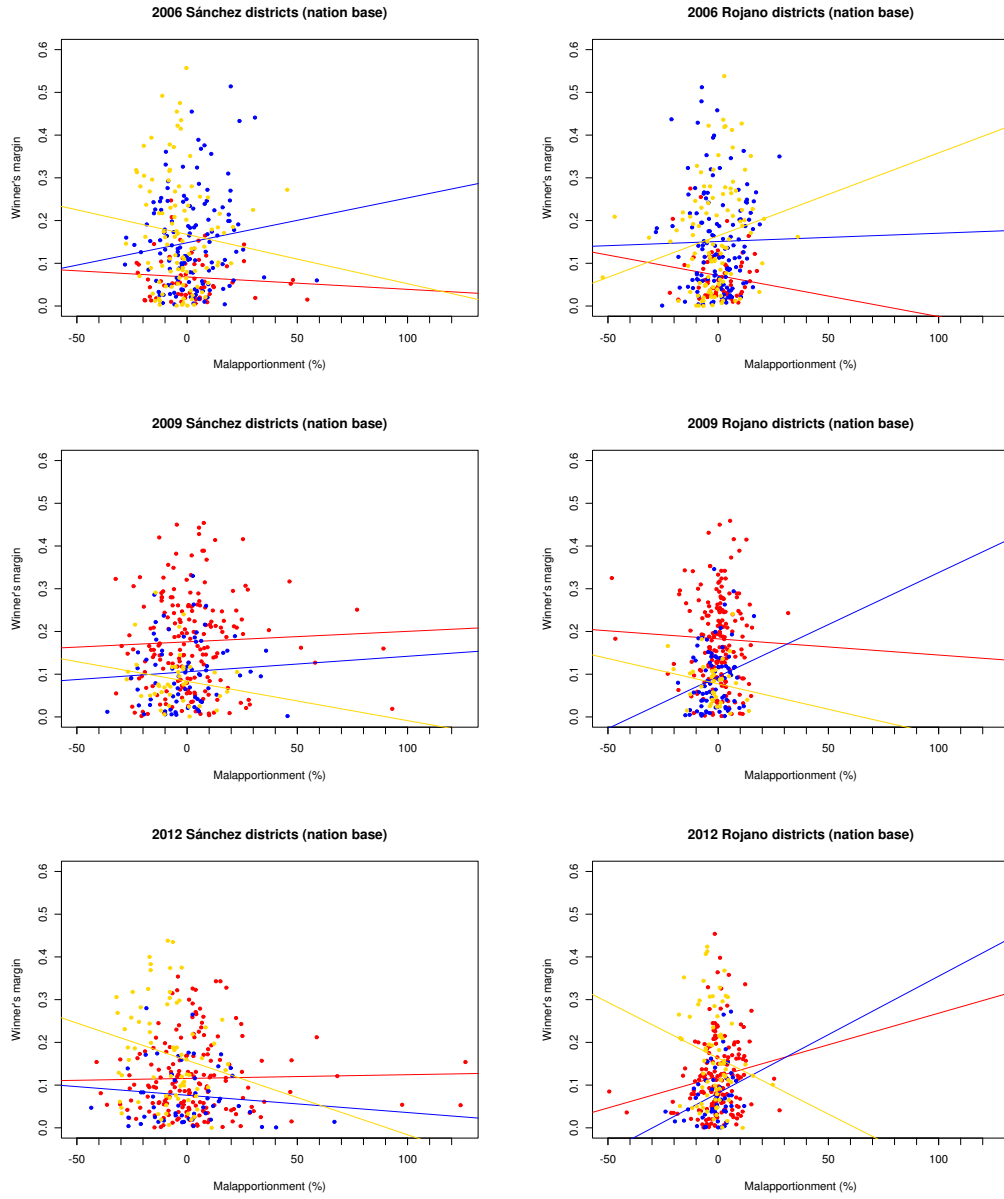 2006 Sánchez districts (nation base)
Winner's margin
0.0 0.1 0.2 0.3 0.4 0.5 0.6
-50 0 50 100
Malapportionment (%)
2006 Rojano districts (nation base)
Winner's margin
0.0 0.1 0.2 0.3 0.4 0.5 0.6
-50 0 50 100
Malapportionment (%)
2009 Sánchez districts (nation base)
Winner's margin
0.0 0.1 0.2 0.3 0.4 0.5 0.6
-50 0 50 100
Malapportionment (%)
2009 Rojano districts (nation base)
Winner's margin
0.0 0.1 0.2 0.3 0.4 0.5 0.6
-50 0 50 100
Malapportionment (%)
2012 Sánchez districts (nation base)
Winner's margin
0.0 0.1 0.2 0.3 0.4 0.5 0.6
-50 0 50 100
Malapportionment (%)
2012 Rojano districts (nation base)
Winner's margin
0.0 0.1 0.2 0.3 0.4 0.5 0.6
-50 0 50 100
Malapportionment (%)